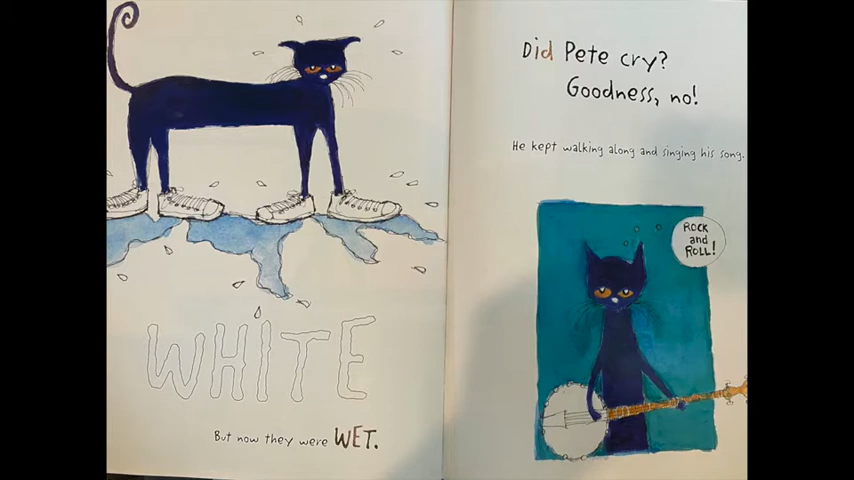 WHITE
But now they were WET.
Did Pete cry?
Goodness, no!
He kept walking along and singing his song.
ROCK
and
ROLL!